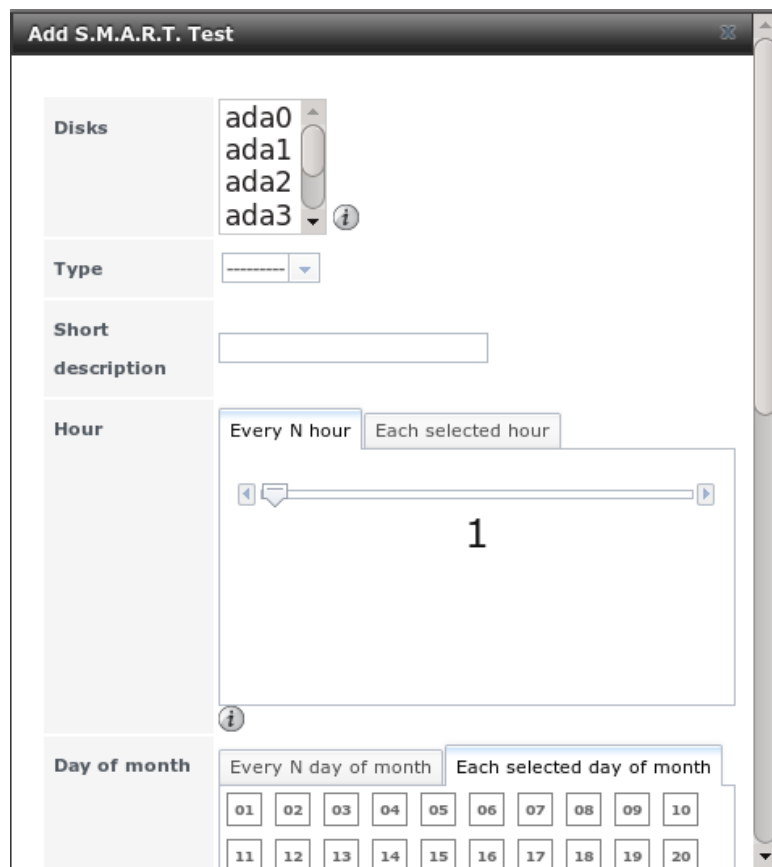 Add S.M.A.R.T. Test
Disks
ada0
ada1
ada2
ada3
Type
---------
Short
description
Hour
Every N hour
Each selected hour
1
Day of month
Every N day of month
Each selected day of month
01 02 03 04 05 06 07 08 09 10
11 12 13 14 15 16 17 18 19 20